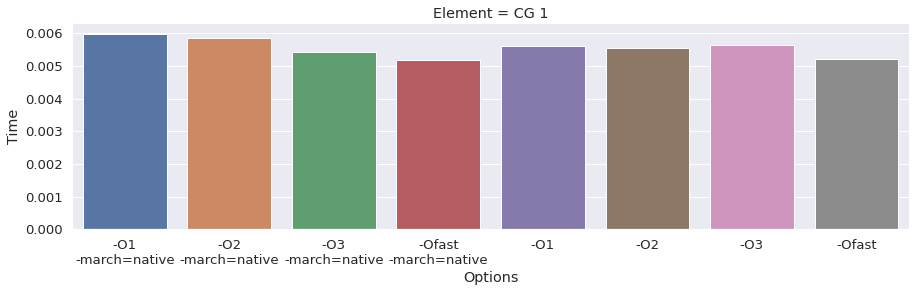 Element = CG 1
Time
0.006
0.005
0.004
0.003
0.002
0.001
0.000
-O1
-march=native
-O2
-march=native
-O3
-march=native
-Ofast
-march=native
-O1
-O2
-O3
-Ofast
Options